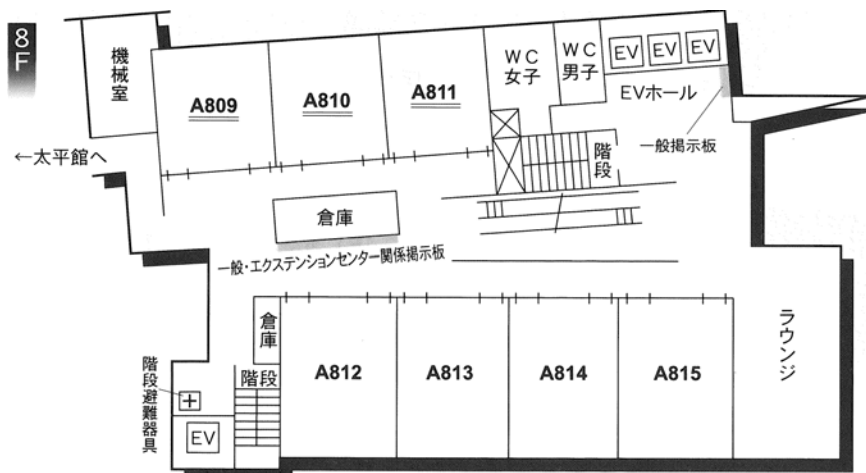 8F
機械室
A809
A810
A811
WC
女子
WC
男子
EV
EV
EV
EVホール
一般掲示板
←太平館へ
階段
倉庫
一般・エクステンションセンター関係掲示板
倉庫
階段
階段避難器具
EV
A812
A813
A814
A815
ラウンジ